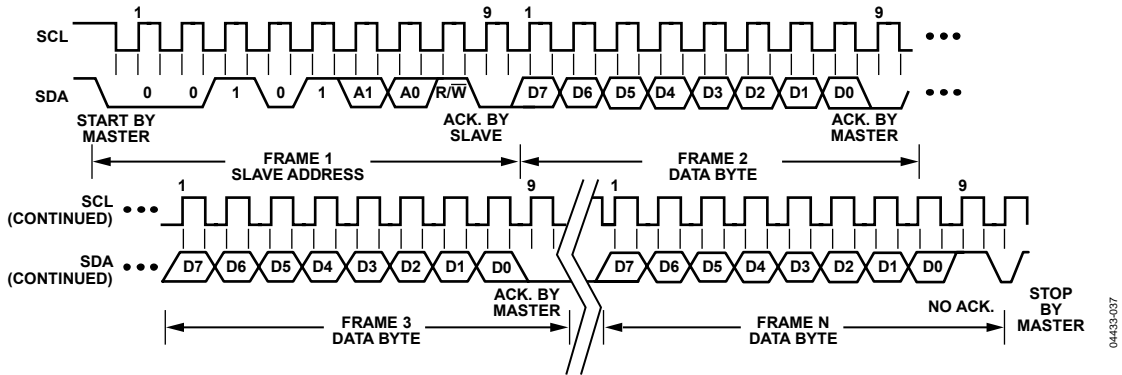 1 9 1 9
SCL
SDA 0 0 1 0 1 A1 A0 R/W̅ D7 D6 D5 D4 D3 D2 D1 D0
START BY
MASTER
ACK. BY
SLAVE
ACK. BY
MASTER
FRAME 1
SLAVE ADDRESS
FRAME 2
DATA BYTE
1 9 1 9
SCL
(CONTINUED)
SDA
(CONTINUED)
D7 D6 D5 D4 D3 D2 D1 D0 D7 D6 D5 D4 D3 D2 D1 D0
ACK. BY
MASTER
NO ACK.
STOP
BY
MASTER
FRAME 3
DATA BYTE
FRAME N
DATA BYTE
04433-037